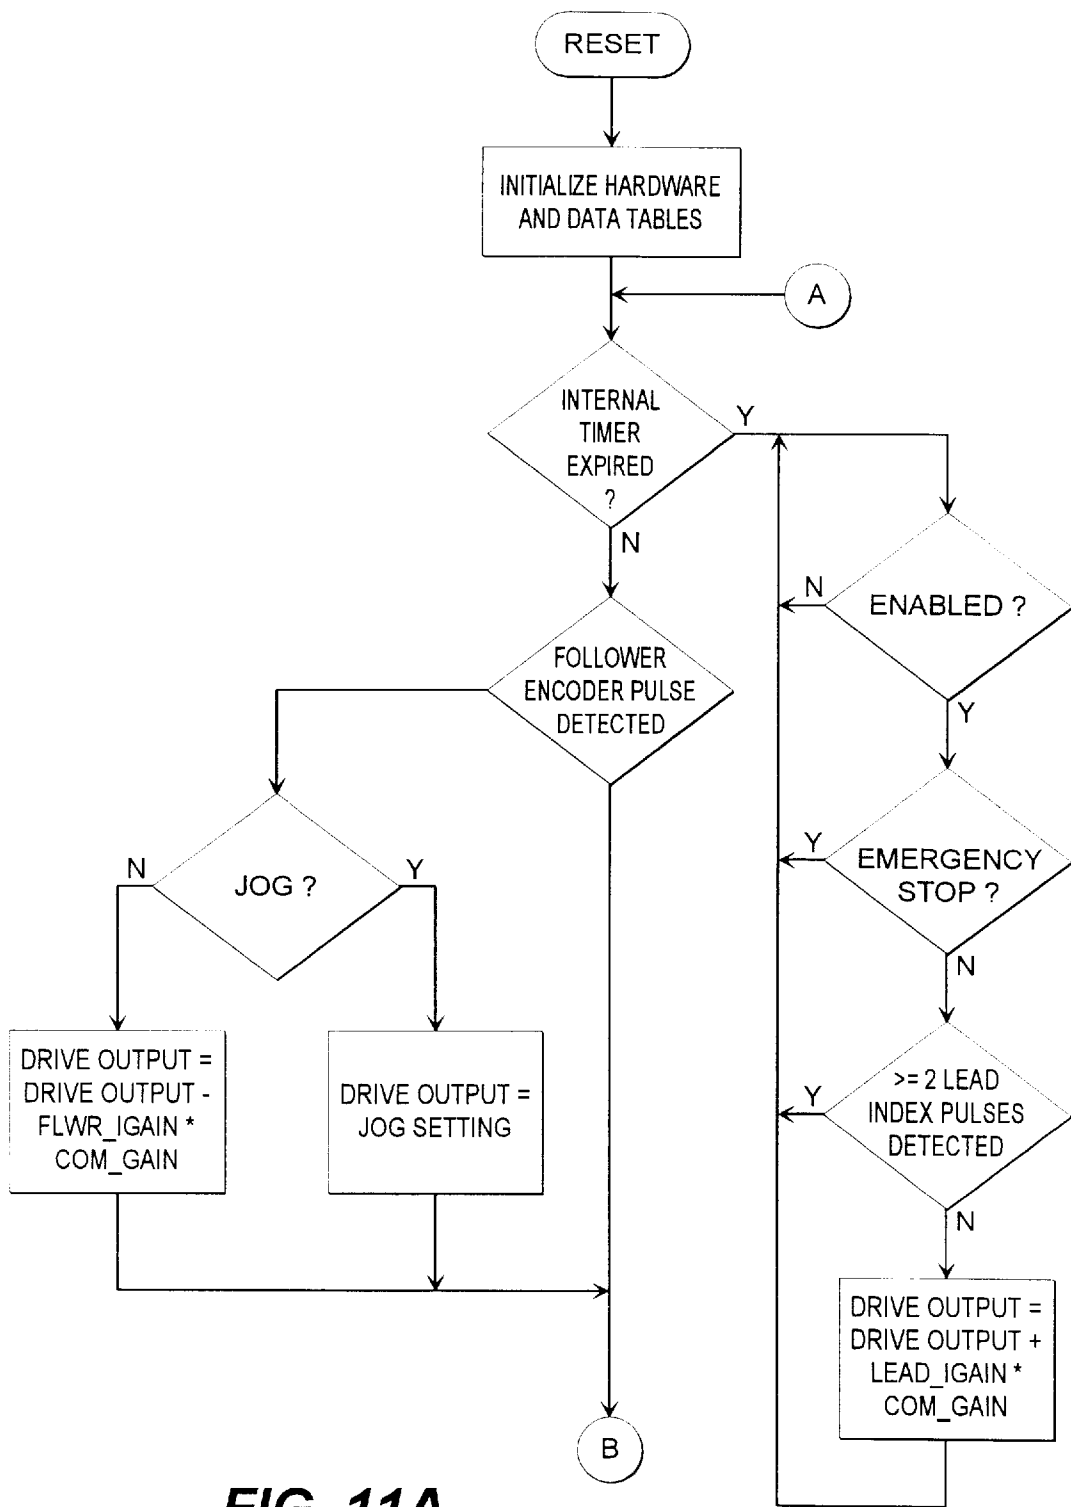 RESET
INITIALIZE HARDWARE
AND DATA TABLES
A
INTERNAL
TIMER
EXPIRED
?
Y
N
FOLLOWER
ENCODER PULSE
DETECTED
N
ENABLED ?
Y
JOG ?
N
Y
Y
EMERGENCY
STOP ?
N
DRIVE OUTPUT =
DRIVE OUTPUT -
FLWR_IGAIN *
COM_GAIN
DRIVE OUTPUT =
JOG SETTING
Y
>= 2 LEAD
INDEX PULSES
DETECTED
N
DRIVE OUTPUT =
DRIVE OUTPUT +
LEAD_IGAIN *
COM_GAIN
B
FIG. 11A